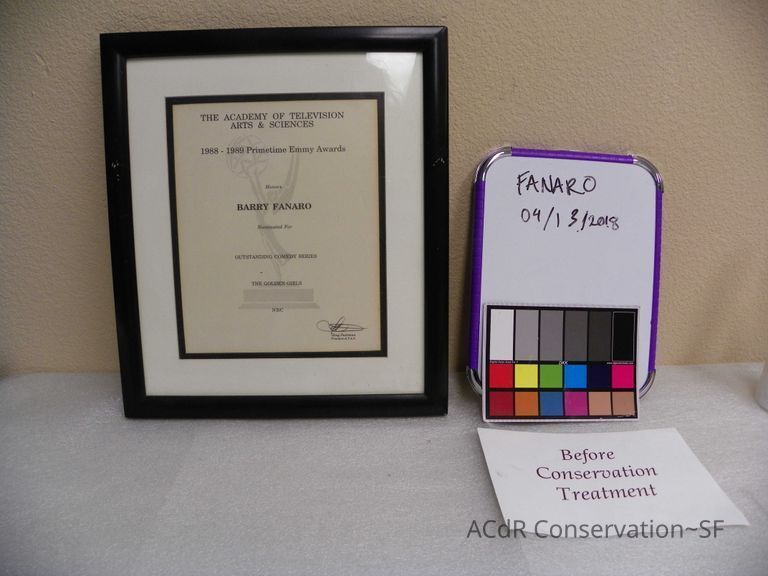 THE ACADEMY OF TELEVISION
ARTS & SCIENCES
1988 - 1989 Primetime Emmy Awards
Honors
BARRY FANARO
Nominated For
OUTSTANDING COMEDY SERIES
THE GOLDEN GIRLS
NBC
FANARO
04/13/2018
Before
Conservation
Treatment
ACdR Conservation~SF